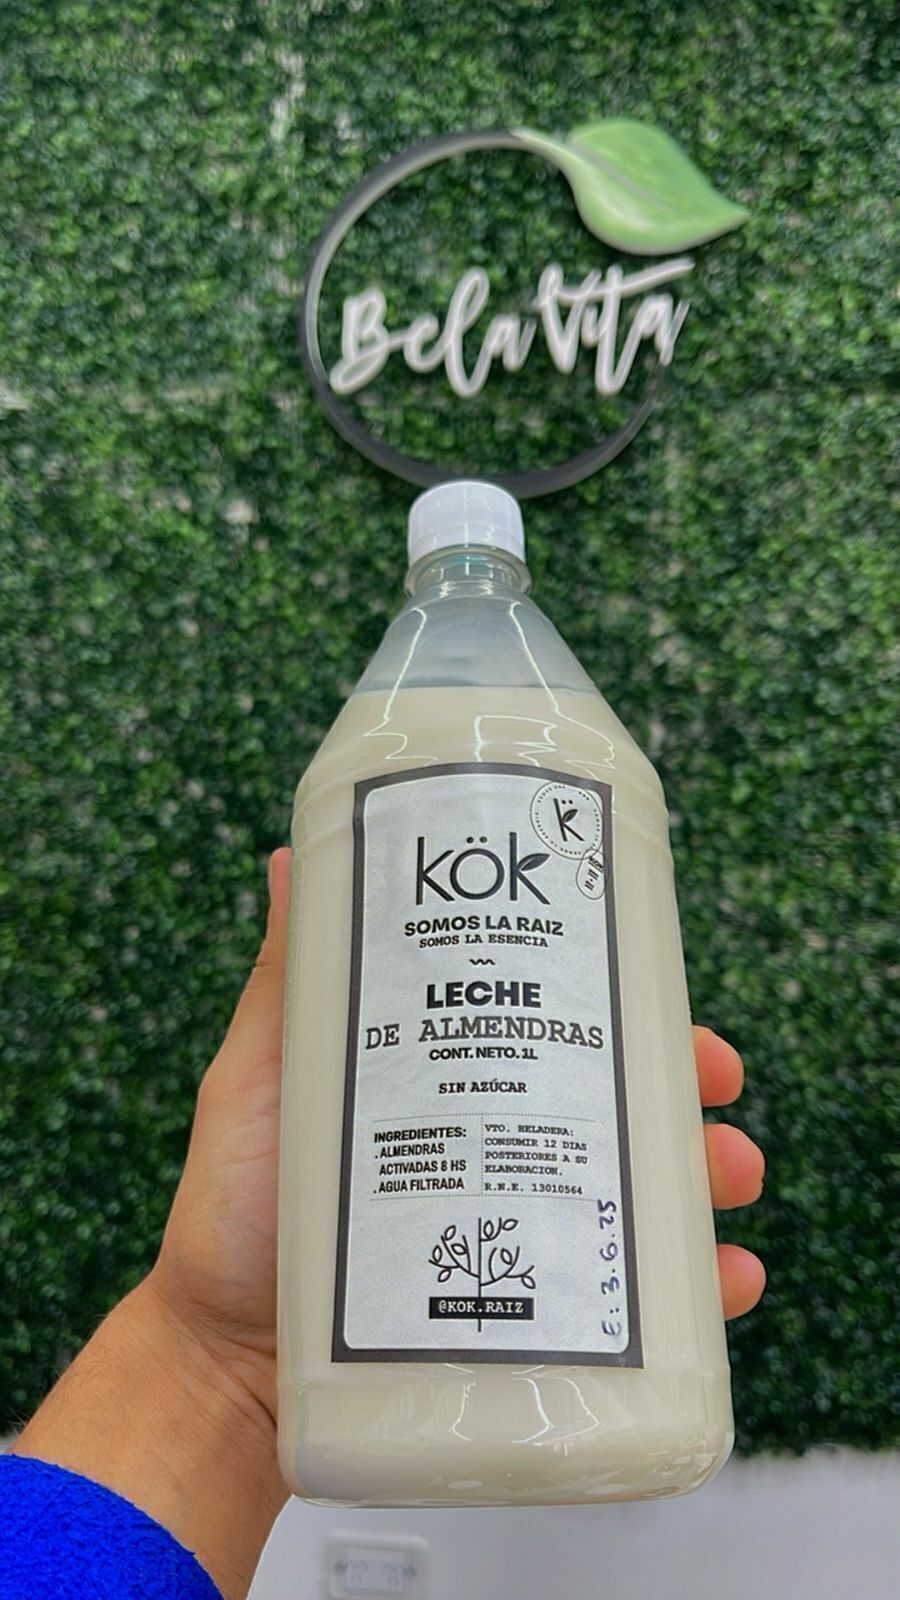 Bela Vita
kök
SOMOS LA RAIZ
SOMOS LA ESENCIA
LECHE
DE ALMENDRAS
CONT. NETO. 1L
SIN AZÚCAR
INGREDIENTES:
. ALMENDRAS
ACTIVADAS 8 HS
. AGUA FILTRADA
VTO. HELADERA:
CONSUMIR 12 DIAS
POSTERIORES A SU
ELABORACION.
R.N.E. 13010564
E: 3.6.25
@KOK.RAIZ